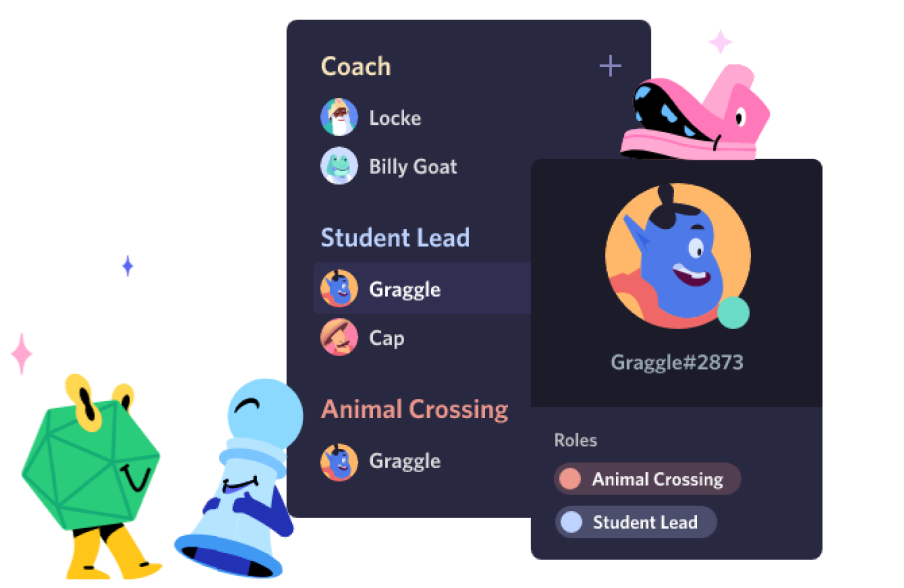 Coach
Locke
Billy Goat
Student Lead
Graggle
Cap
Animal Crossing
Graggle
Graggle#2873
Roles
Animal Crossing
Student Lead